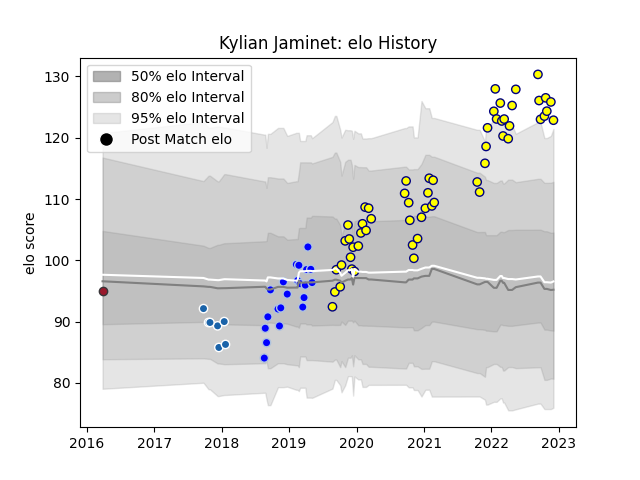 Kylian Jaminet: elo History
50% elo Interval
80% elo Interval
95% elo Interval
Post Match elo
elo score
130
120
110
100
90
80
2016 2017 2018 2019 2020 2021 2022 2023